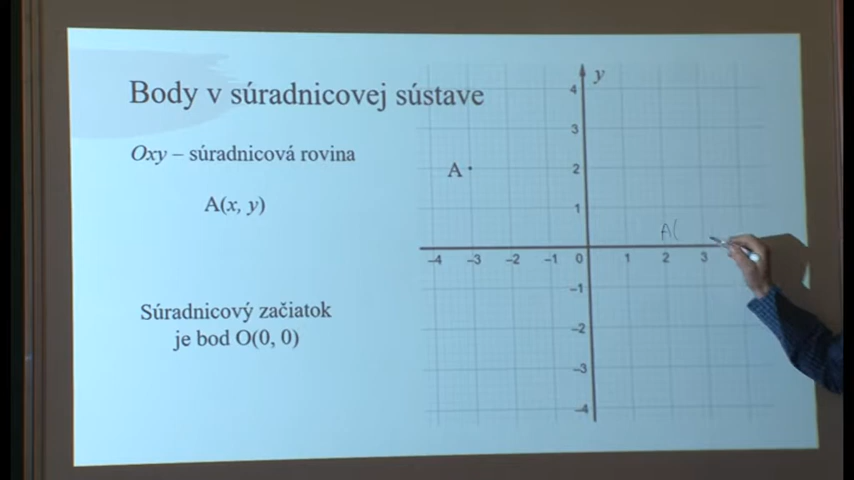 Body v súradnicovej sústave
Oxy – súradnicová rovina
A(x, y)
Súradnicový začiatok
je bod O(0, 0)
y
4
3
A
2
1
A(
–4 –3 –2 –1 0 1 2 3
–1
–2
–3
–4